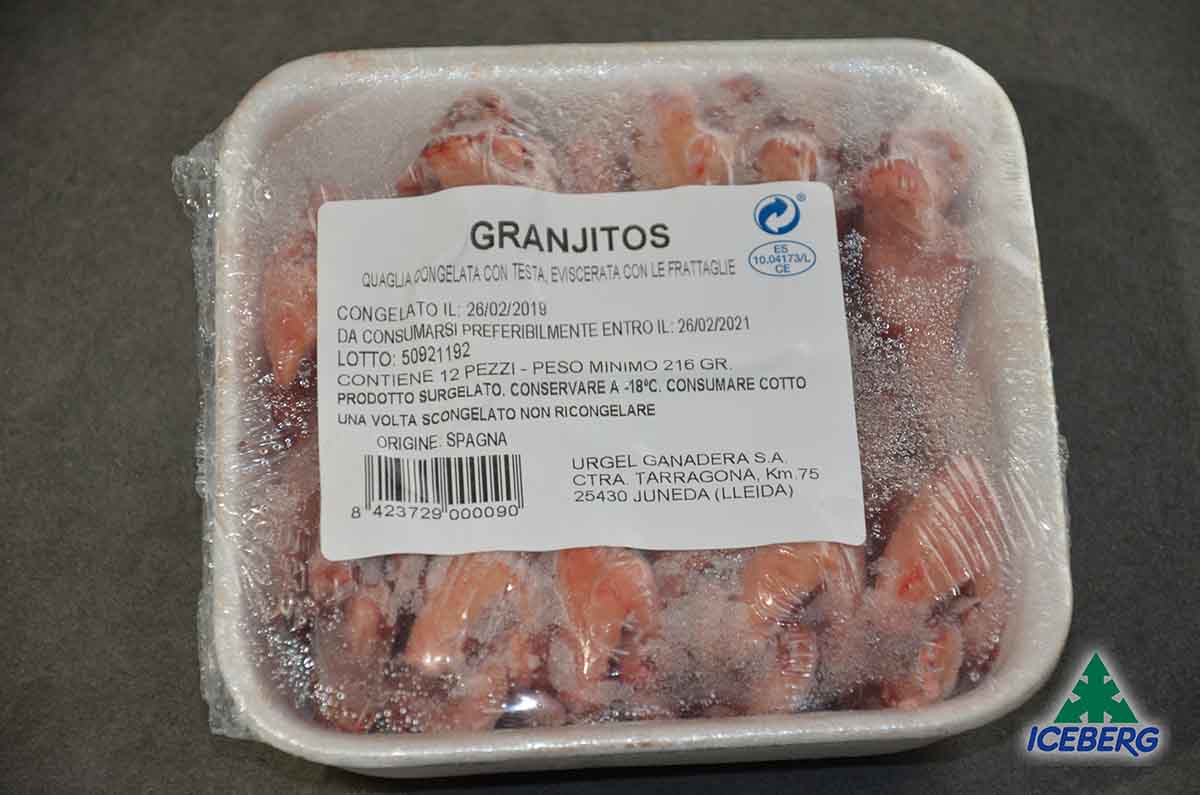 GRANJITOS
®
QUAGLIA CONGELATA CON TESTA, EVISCERATA CON LE FRATTAGLIE
ES
10.04173/L
CE
CONGELATO IL: 26/02/2019
DA CONSUMARSI PREFERIBILMENTE ENTRO IL: 26/02/2021
LOTTO: 50921192
CONTIENE 12 PEZZI - PESO MINIMO 216 GR.
PRODOTTO SURGELATO. CONSERVARE A -18ºC. CONSUMARE COTTO
UNA VOLTA SCONGELATO NON RICONGELARE
ORIGINE. SPAGNA
8 423729 000090
URGEL GANADERA S.A.
CTRA. TARRAGONA, Km.75
25430 JUNEDA (LLEIDA)
ICEBERG